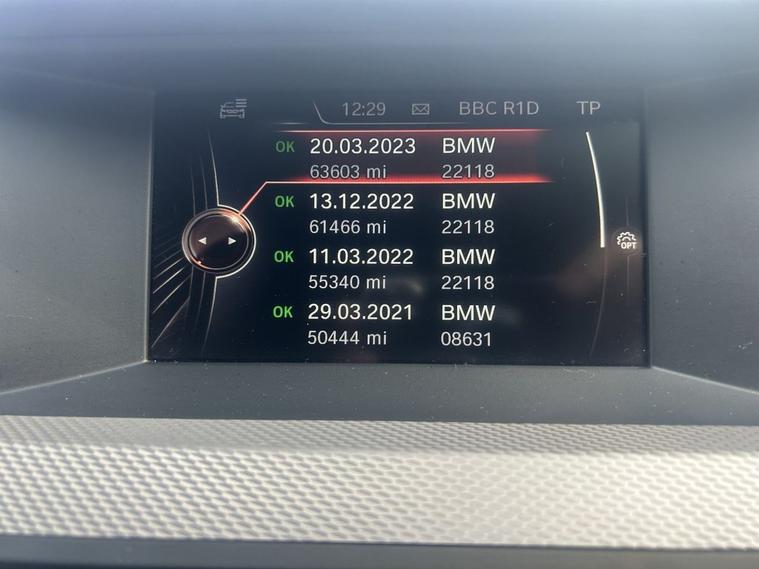 12:29 BBC R1D TP
OK 20.03.2023 BMW
63603 mi 22118
OK 13.12.2022 BMW
61466 mi 22118
OK 11.03.2022 BMW
55340 mi 22118
OK 29.03.2021 BMW
50444 mi 08631
OPT